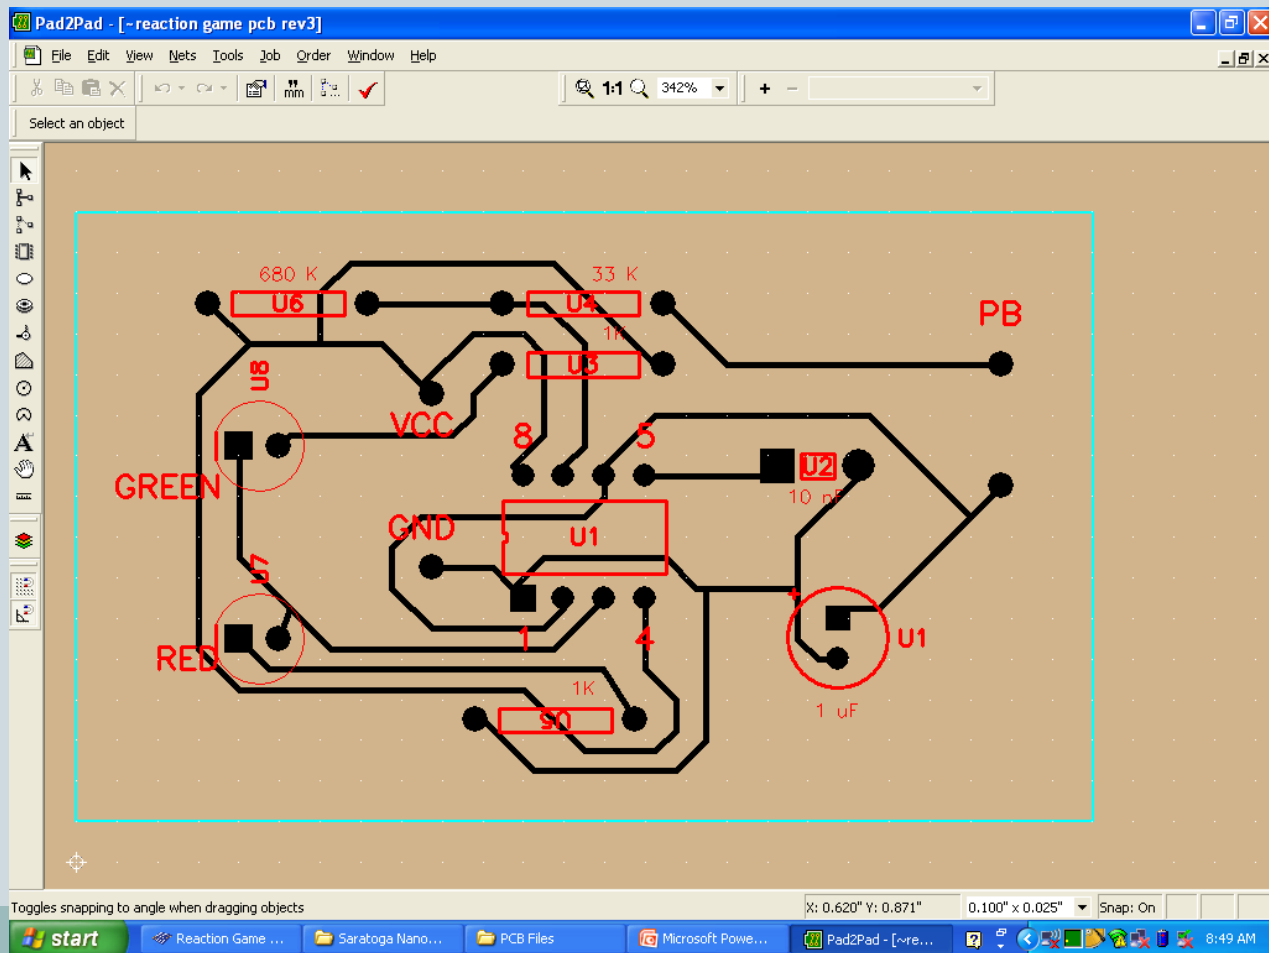 Pad2Pad - [~reaction game pcb rev3]
File Edit View Nets Tools Job Order Window Help
mm 1:1 342%
Select an object
680 K 33 K
U6 U4
PB
1K
U3
U8
VCC
8 5
GREEN
U2
10 nF
GND
U1
U7
1 4
RED
U1
1K
U5
1 uF
Toggles snapping to angle when dragging objects X: 0.620" Y: 0.871" 0.100" x 0.025" Snap: On
start Reaction Game ... Saratoga Nano... PCB Files Microsoft Powe... Pad2Pad - [~re... 8:49 AM